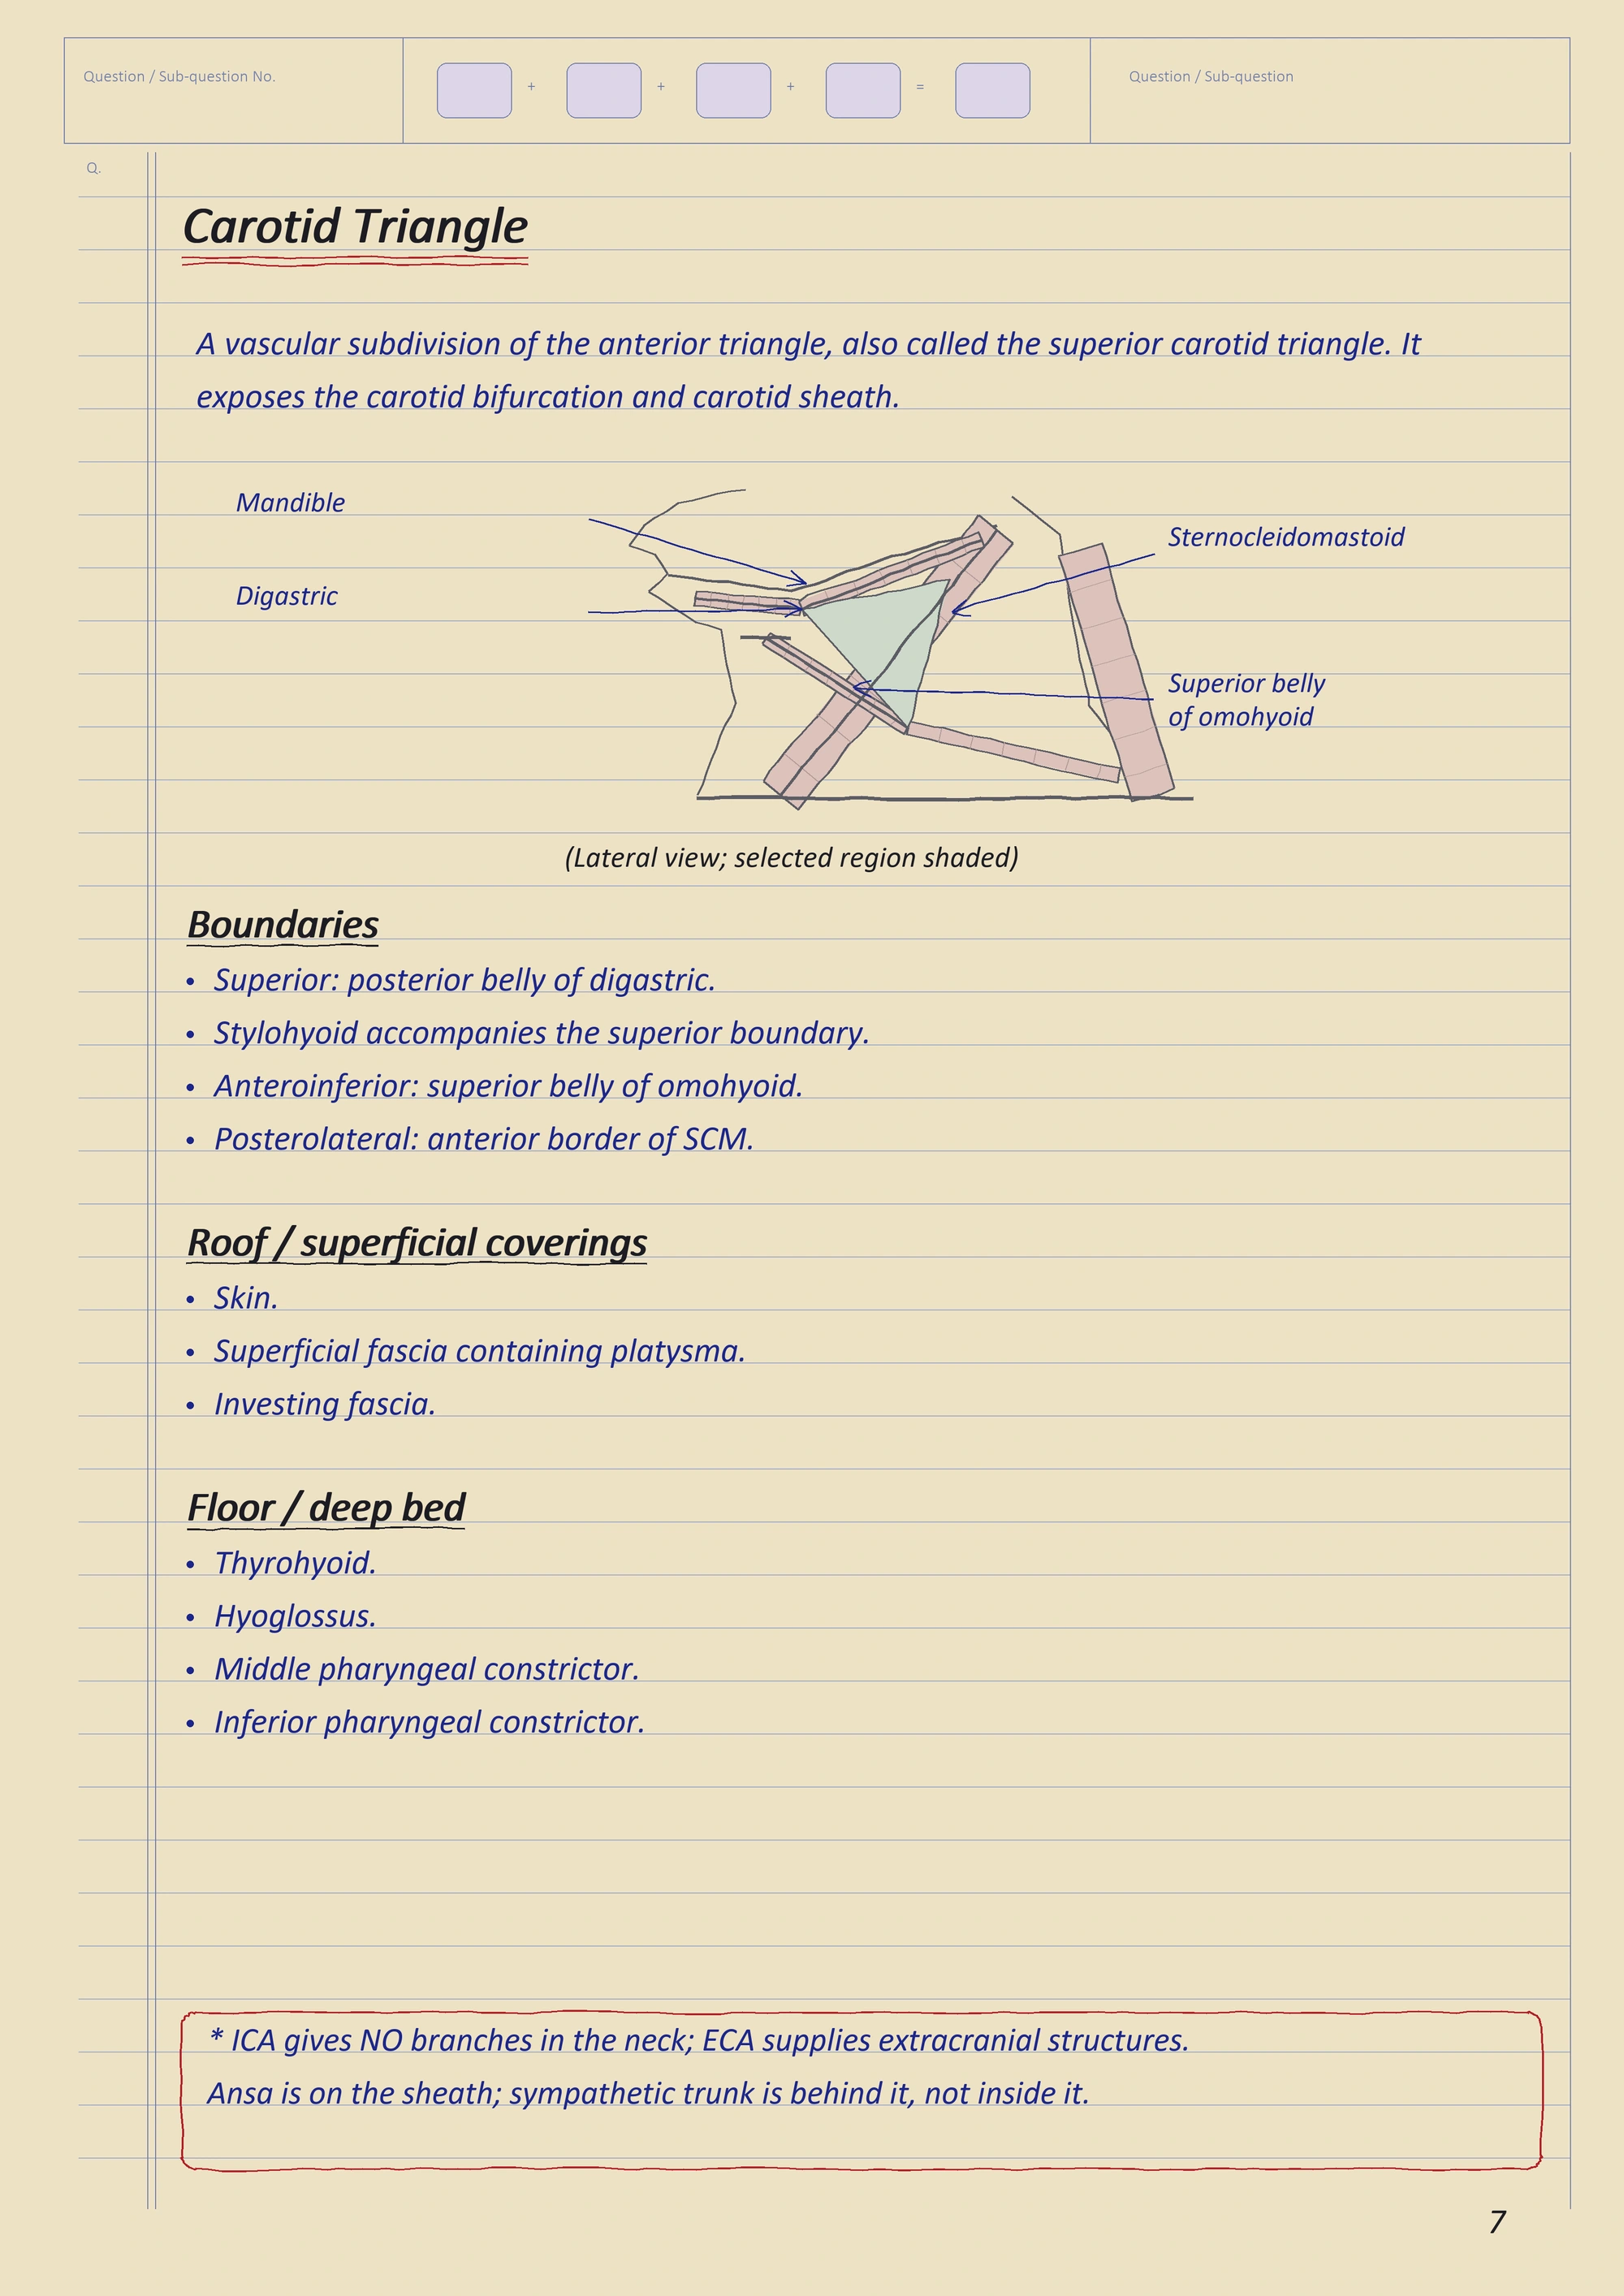 Question / Sub-question No.
+ + + =
Question / Sub-question
Q.
Carotid Triangle
A vascular subdivision of the anterior triangle, also called the superior carotid triangle. It
exposes the carotid bifurcation and carotid sheath.
Mandible
Sternocleidomastoid
Digastric
Superior belly
of omohyoid
(Lateral view; selected region shaded)
Boundaries
• Superior: posterior belly of digastric.
• Stylohyoid accompanies the superior boundary.
• Anteroinferior: superior belly of omohyoid.
• Posterolateral: anterior border of SCM.
Roof / superficial coverings
• Skin.
• Superficial fascia containing platysma.
• Investing fascia.
Floor / deep bed
• Thyrohyoid.
• Hyoglossus.
• Middle pharyngeal constrictor.
• Inferior pharyngeal constrictor.
* ICA gives NO branches in the neck; ECA supplies extracranial structures.
Ansa is on the sheath; sympathetic trunk is behind it, not inside it.
7